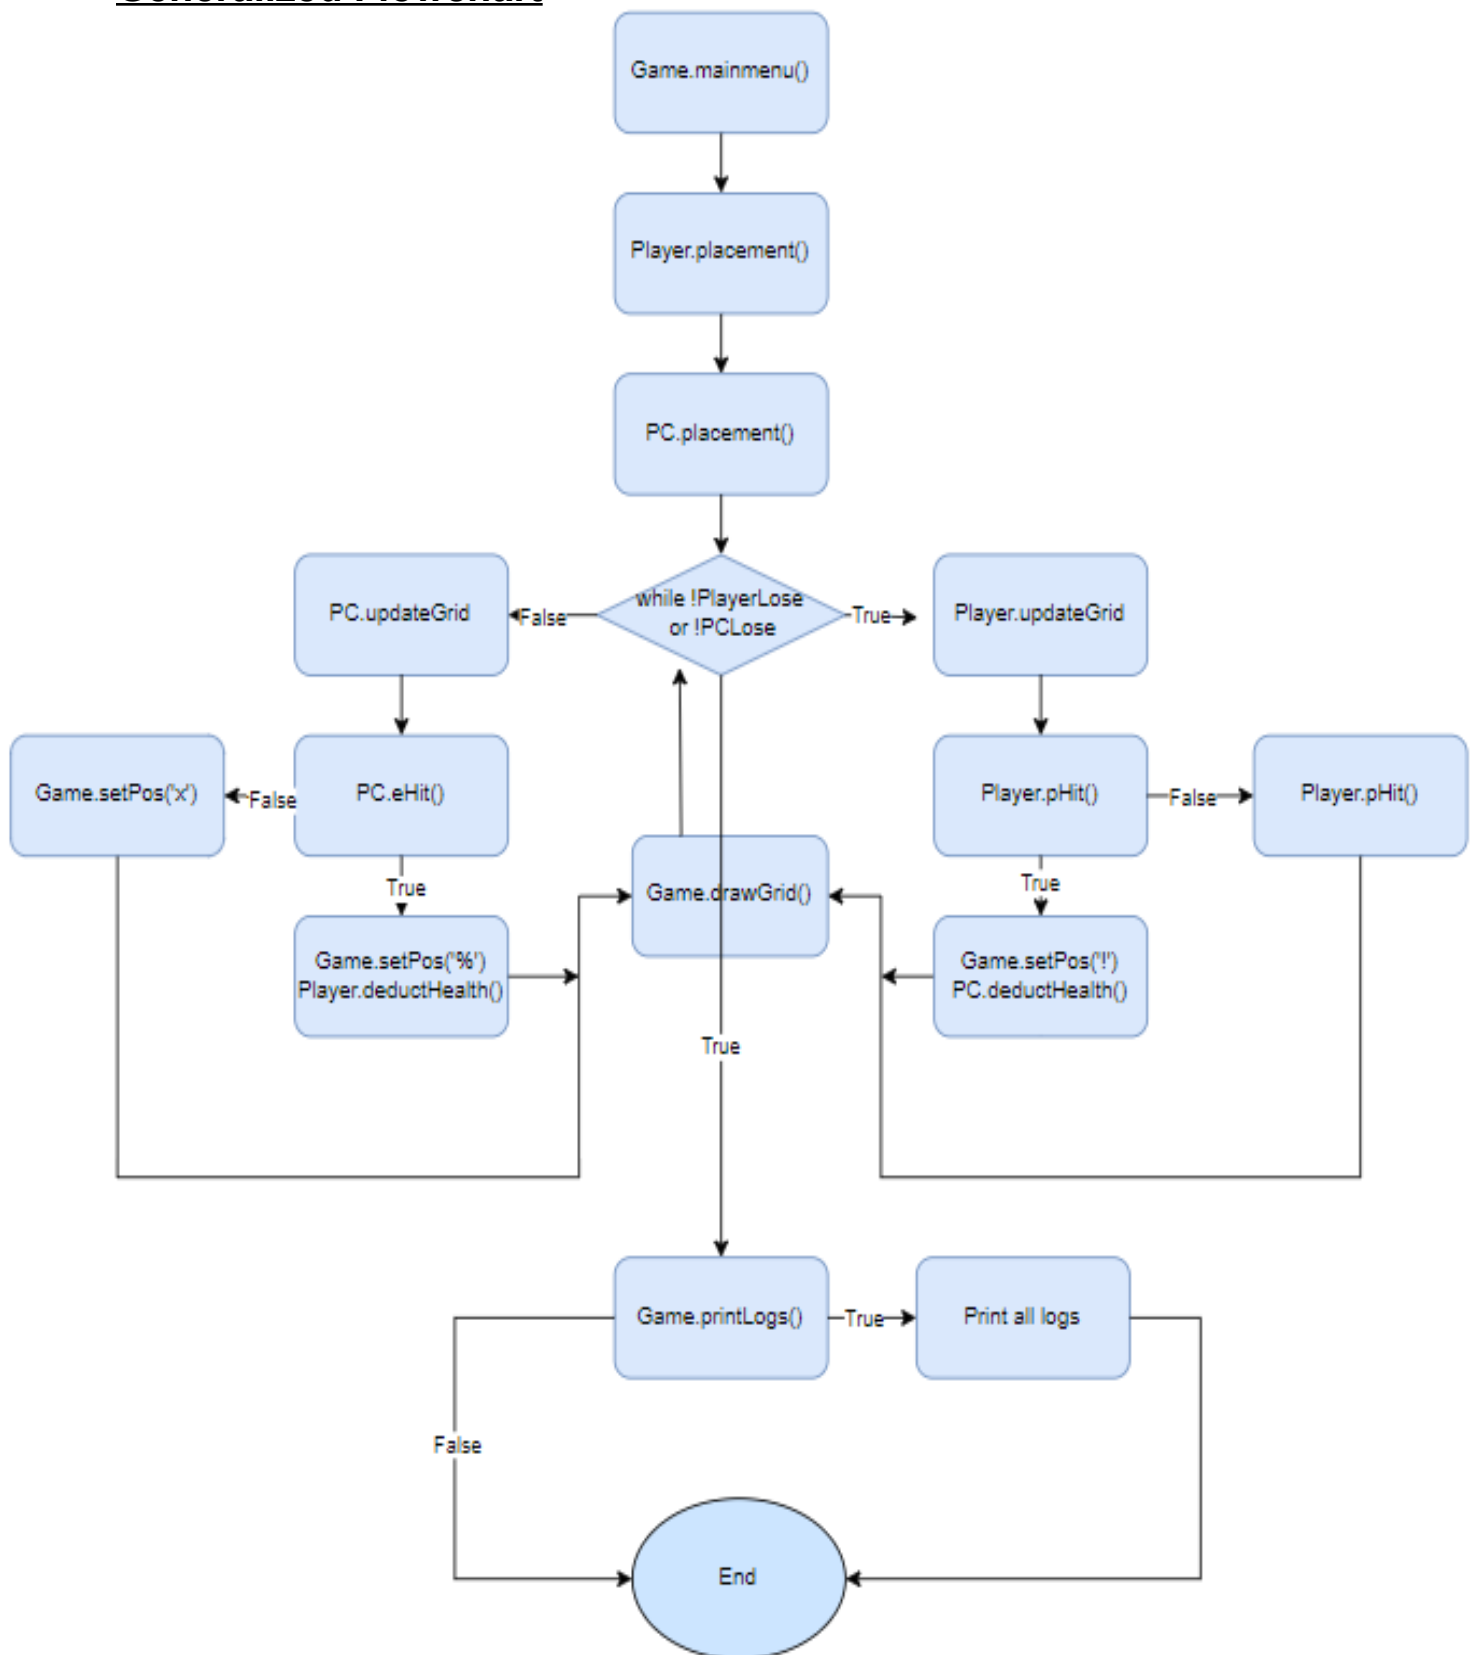 Generalized Flowchart
Game.mainmenu()
Player.placement()
PC.placement()
while !PlayerLose
or !PCLose
False
True
PC.updateGrid
Player.updateGrid
Game.setPos('x')
False
PC.eHit()
Player.pHit()
False
Player.pHit()
True
True
Game.drawGrid()
Game.setPos('%')
Player.deductHealth()
Game.setPos('!')
PC.deductHealth()
True
Game.printLogs()
True
Print all logs
False
End